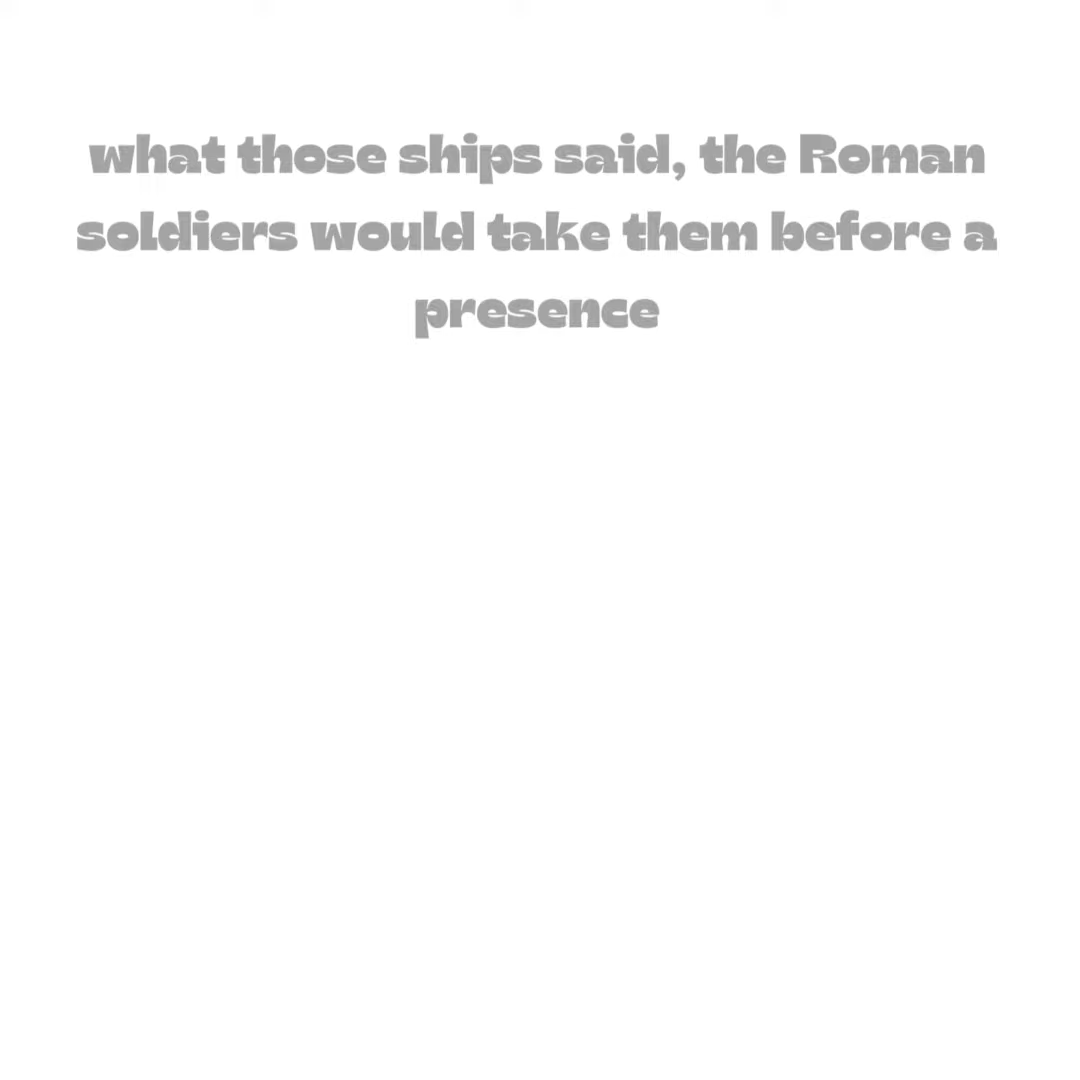 what those ships said, the Roman
soldiers would take them before a
presence